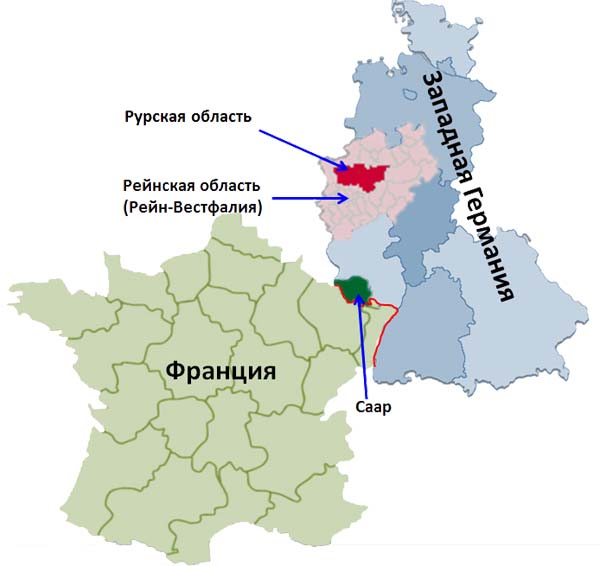 Западная Германия
Рурская область
Рейнская область
(Рейн-Вестфалия)
Франция
Саар